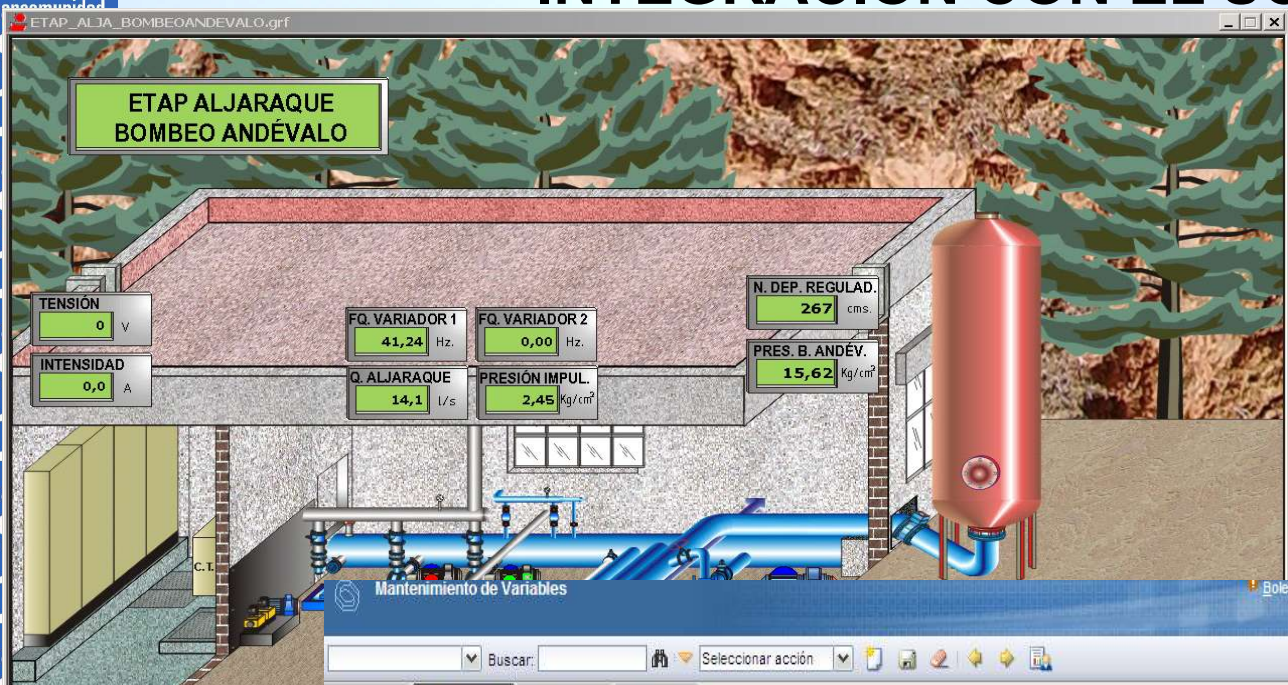 ETAP_ALJA_BOMBEOANDEVALO.grf
ETAP ALJARAQUE
BOMBEO ANDÉVALO
TENSIÓN
0 V
INTENSIDAD
0,0 A
FQ. VARIADOR 1
41,24 Hz.
FQ. VARIADOR 2
0,00 Hz.
Q. ALJARAQUE
14,1 l/s
PRESIÓN IMPUL.
2,45 Kg/cm²
N. DEP. REGULAD.
267 cms.
PRES. B. ANDÉV.
15,62 Kg/cm²
C.T.
Mantenimiento de Variables
Buscar:
Seleccionar acción